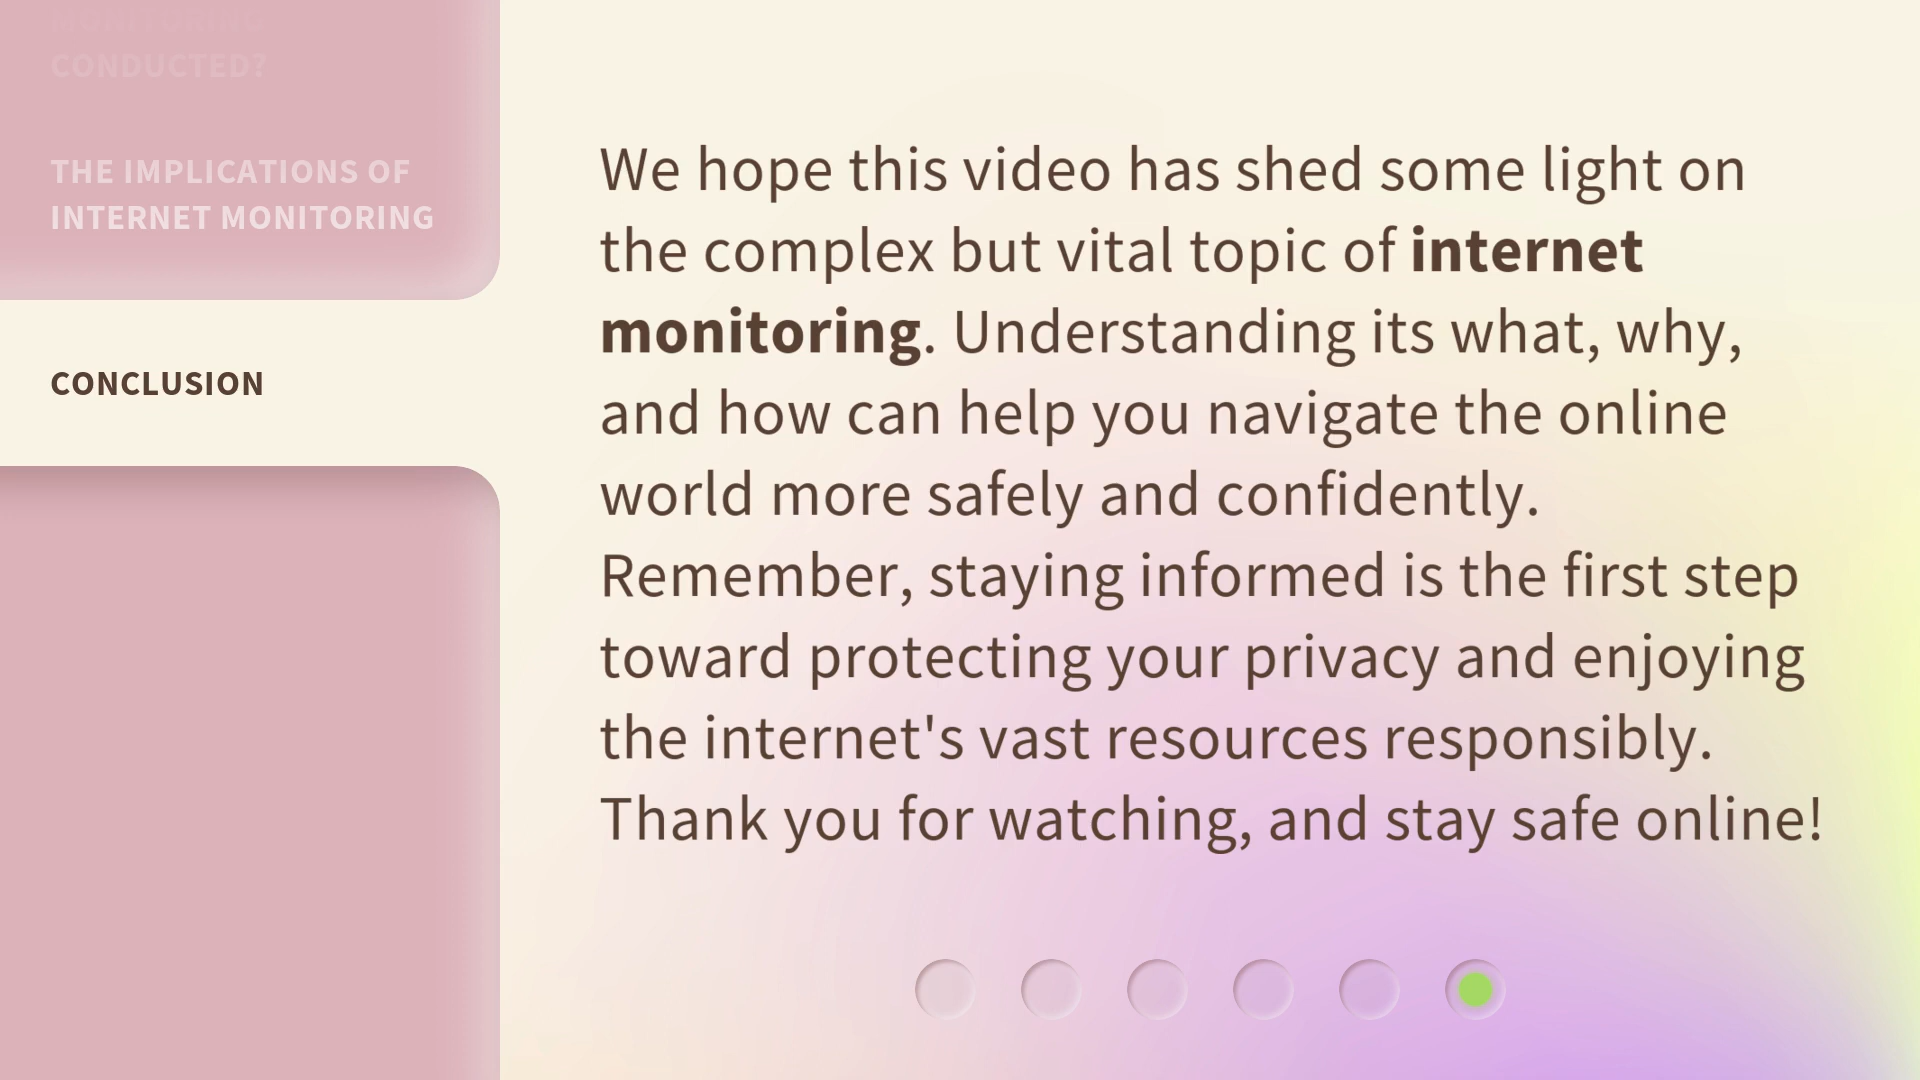 MONITORING
CONDUCTED?
THE IMPLICATIONS OF
INTERNET MONITORING
CONCLUSION
We hope this video has shed some light on
the complex but vital topic of internet
monitoring. Understanding its what, why,
and how can help you navigate the online
world more safely and confidently.
Remember, staying informed is the first step
toward protecting your privacy and enjoying
the internet's vast resources responsibly.
Thank you for watching, and stay safe online!